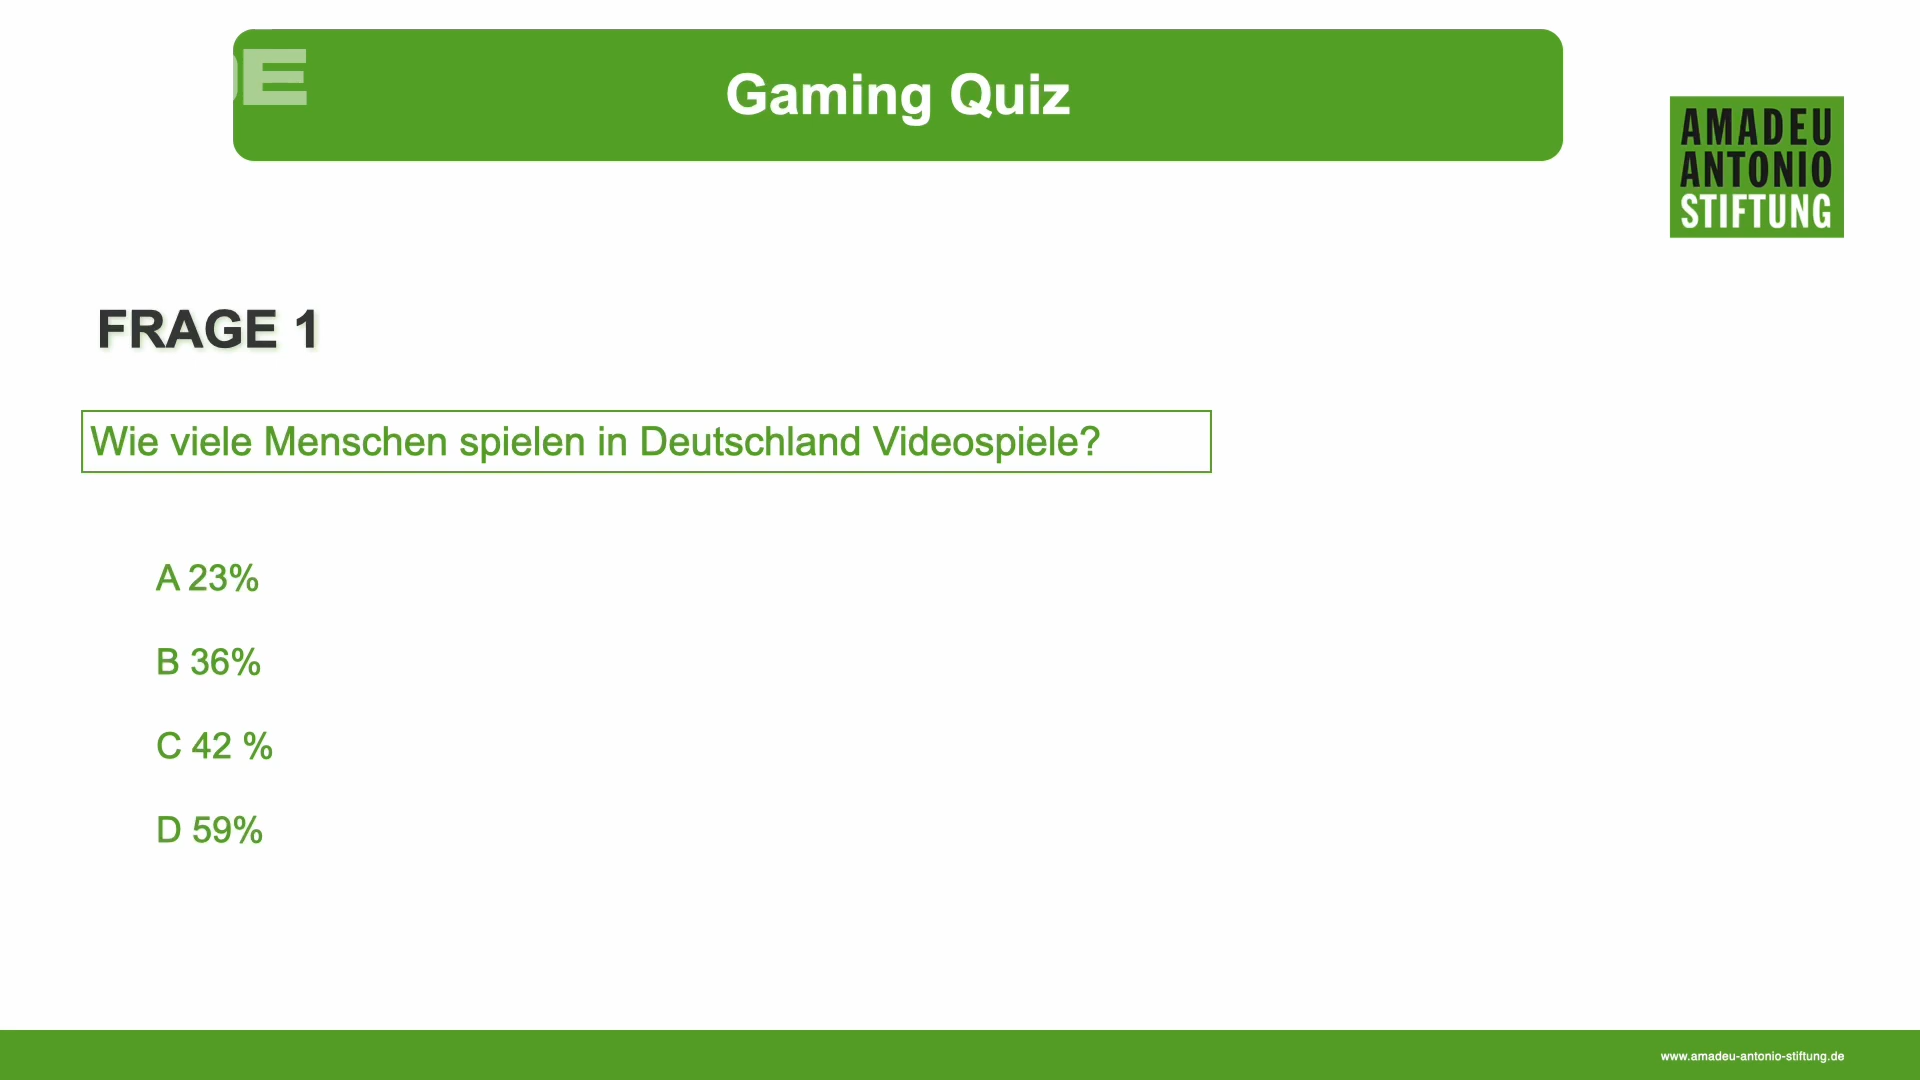 Gaming Quiz
AMADEU
ANTONIO
STIFTUNG
FRAGE 1
Wie viele Menschen spielen in Deutschland Videospiele?
A 23%
B 36%
C 42 %
D 59%
www.amadeu-antonio-stiftung.de